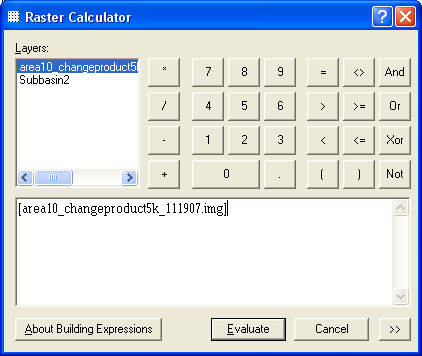 Raster Calculator
Layers:
area10_changeproduct5
Subbasin2
* 7 8 9 = <> And
/ 4 5 6 > >= Or
- 1 2 3 < <= Xor
+ 0 . ( ) Not
[area10_changeproduct5k_111907.img]
About Building Expressions Evaluate Cancel >>